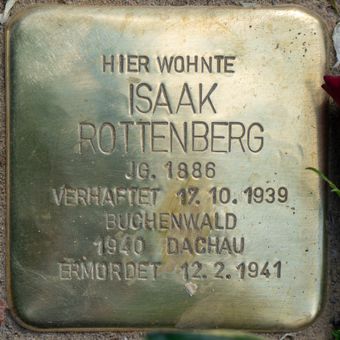 HIER WOHNTE
ISAAK
ROTTENBERG
JG. 1886
VERHAFTET 17.10.1939
BUCHENWALD
1940 DACHAU
ERMORDET 12.2.1941